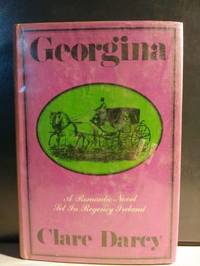 Georgina
A Romantic Novel
Set In Regency Ireland
Clare Darcy